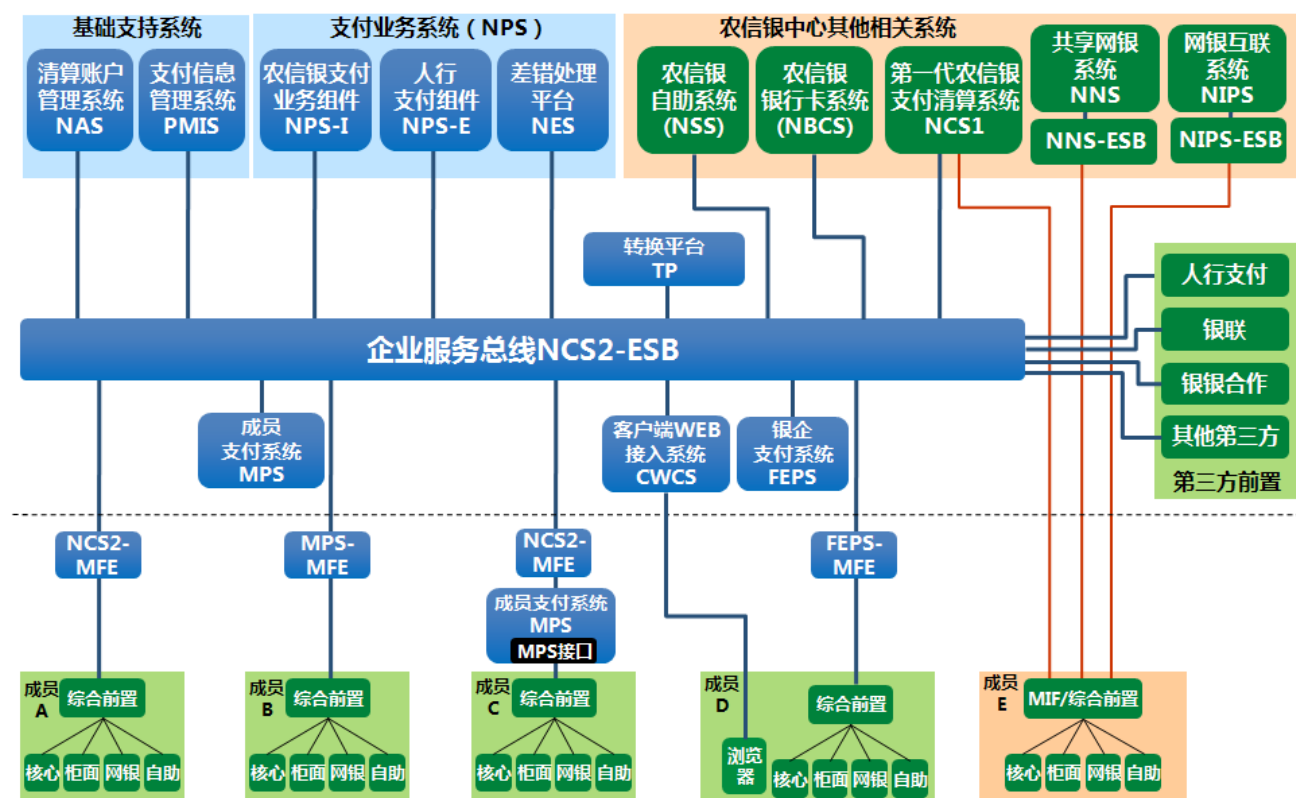 基础支持系统
清算账户
管理系统
NAS
支付信息
管理系统
PMIS
支付业务系统（NPS）
农信银支付
业务组件
NPS-I
人行
支付组件
NPS-E
差错处理
平台
NES
农信银中心其他相关系统
农信银
自助系统
(NSS)
农信银
银行卡系统
(NBCS)
第一代农信银
支付清算系统
NCS1
共享网银
系统
NNS
NNS-ESB
网银互联
系统
NIPS
NIPS-ESB
转换平台
TP
企业服务总线NCS2-ESB
人行支付
银联
银银合作
其他第三方
第三方前置
成员
支付系统
MPS
客户端WEB
接入系统
CWCS
银企
支付系统
FEPS
NCS2-
MFE
MPS-
MFE
NCS2-
MFE
成员支付系统
MPS
MPS接口
FEPS-
MFE
成员
A
综合前置
核心
柜面
网银
自助
成员
B
综合前置
核心
柜面
网银
自助
成员
C
综合前置
核心
柜面
网银
自助
成员
D
浏览
器
综合前置
核心
柜面
网银
自助
成员
E
MIF/综合前置
核心
柜面
网银
自助